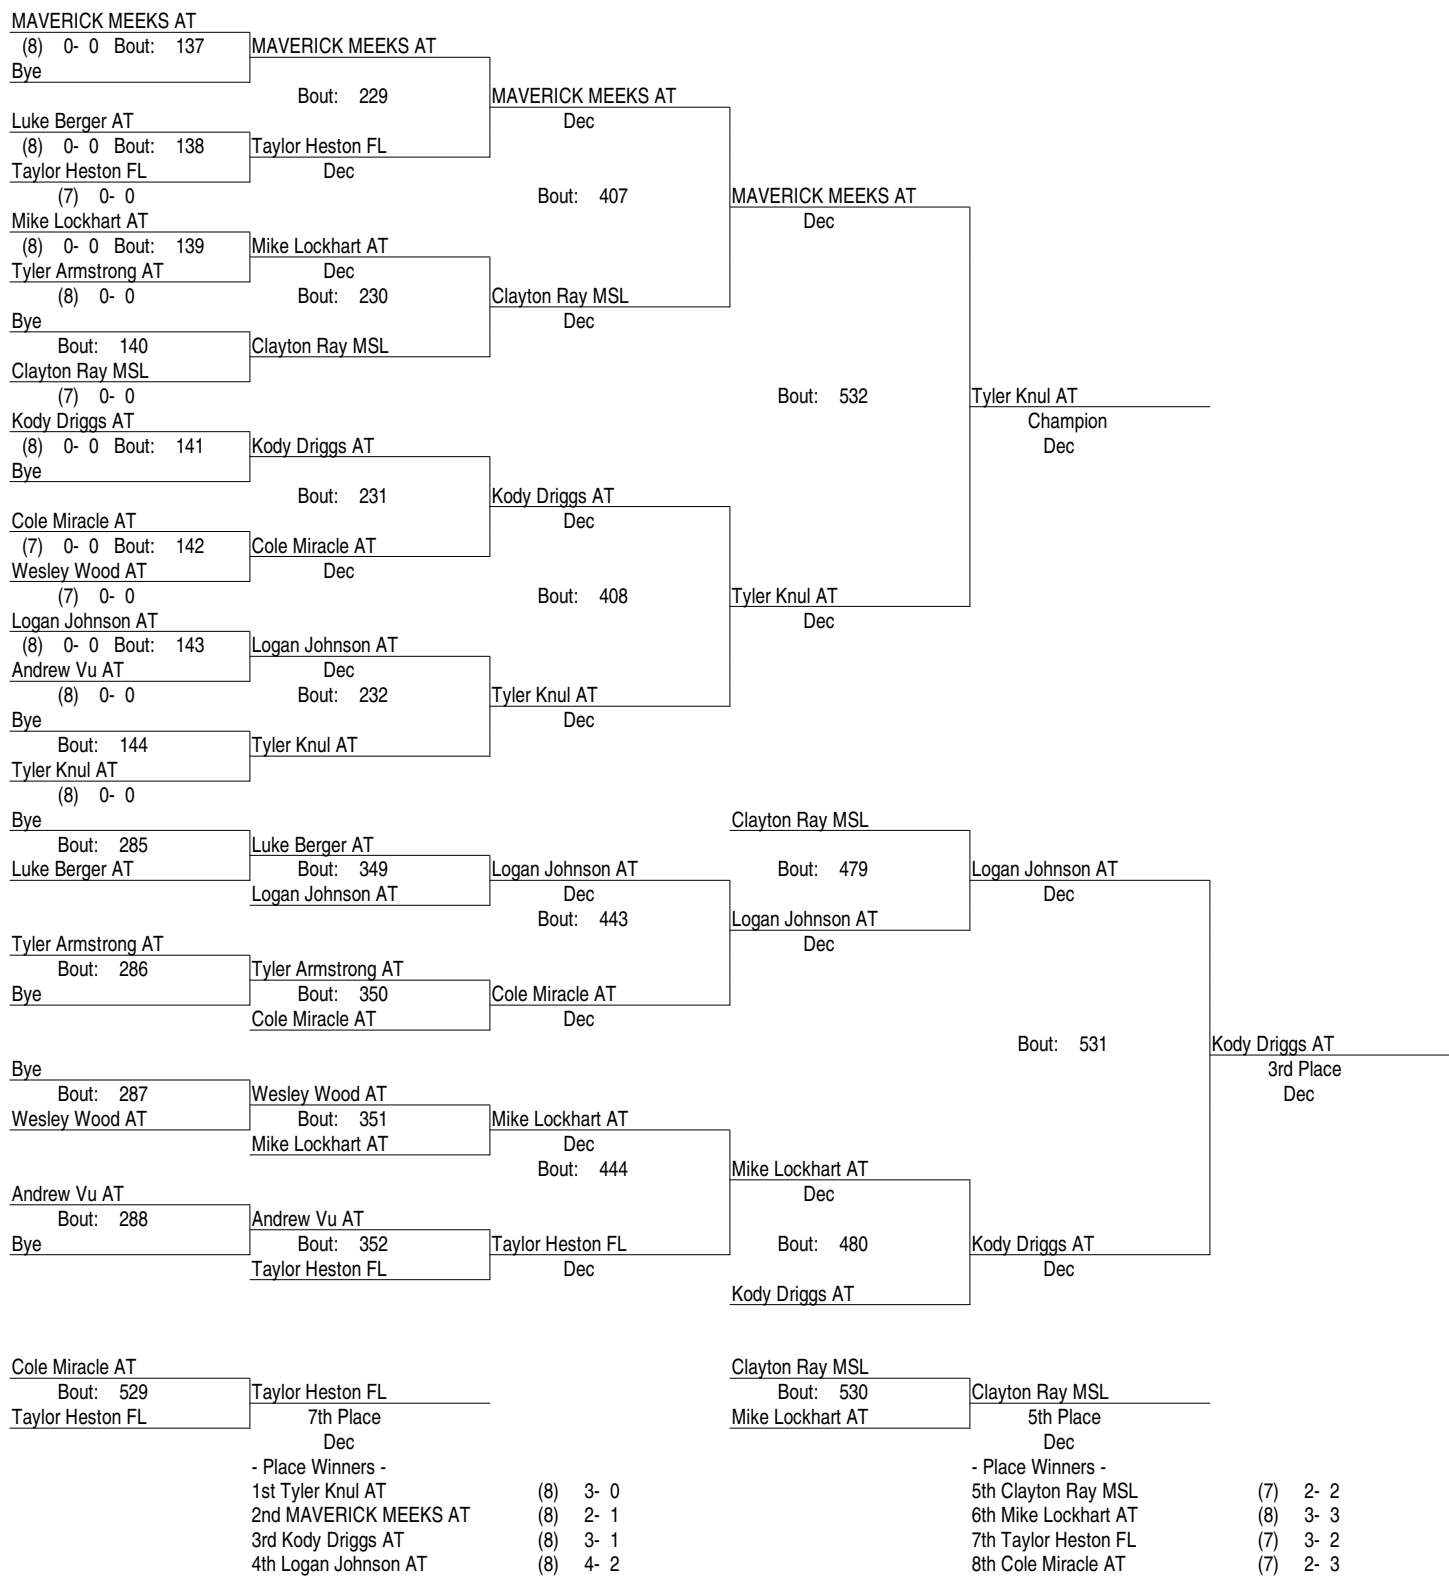 MAVERICK MEEKS AT
(8) 0- 0 Bout: 137 MAVERICK MEEKS AT
Bye
Bout: 229 MAVERICK MEEKS AT
Luke Berger AT Dec
(8) 0- 0 Bout: 138 Taylor Heston FL
Taylor Heston FL Dec
(7) 0- 0 Bout: 407 MAVERICK MEEKS AT
Mike Lockhart AT Dec
(8) 0- 0 Bout: 139 Mike Lockhart AT
Tyler Armstrong AT Dec
(8) 0- 0 Bout: 230 Clayton Ray MSL
Bye Dec
Bout: 140 Clayton Ray MSL
Clayton Ray MSL
(7) 0- 0 Bout: 532 Tyler Knul AT
Kody Driggs AT Champion
(8) 0- 0 Bout: 141 Kody Driggs AT Dec
Bye
Bout: 231 Kody Driggs AT
Cole Miracle AT Dec
(7) 0- 0 Bout: 142 Cole Miracle AT
Wesley Wood AT Dec
(7) 0- 0 Bout: 408 Tyler Knul AT
Logan Johnson AT Dec
(8) 0- 0 Bout: 143 Logan Johnson AT
Andrew Vu AT Dec
(8) 0- 0 Bout: 232 Tyler Knul AT
Bye Dec
Bout: 144 Tyler Knul AT
Tyler Knul AT
(8) 0- 0
Bye Clayton Ray MSL
Bout: 285 Luke Berger AT
Luke Berger AT Bout: 349 Logan Johnson AT Bout: 479 Logan Johnson AT
Logan Johnson AT Dec Dec
Bout: 443 Logan Johnson AT
Tyler Armstrong AT Dec
Bout: 286 Tyler Armstrong AT
Bye Bout: 350 Cole Miracle AT
Cole Miracle AT Dec
Bout: 531 Kody Driggs AT
Bye 3rd Place
Bout: 287 Wesley Wood AT Dec
Wesley Wood AT Bout: 351 Mike Lockhart AT
Mike Lockhart AT Dec
Bout: 444 Mike Lockhart AT
Andrew Vu AT Dec
Bout: 288 Andrew Vu AT
Bye Bout: 352 Taylor Heston FL Bout: 480 Kody Driggs AT
Taylor Heston FL Dec Dec
Kody Driggs AT
Cole Miracle AT Clayton Ray MSL
Bout: 529 Taylor Heston FL Bout: 530 Clayton Ray MSL
Taylor Heston FL 7th Place Mike Lockhart AT 5th Place
Dec Dec
- Place Winners - - Place Winners -
1st Tyler Knul AT (8) 3- 0 5th Clayton Ray MSL (7) 2- 2
2nd MAVERICK MEEKS AT (8) 2- 1 6th Mike Lockhart AT (8) 3- 3
3rd Kody Driggs AT (8) 3- 1 7th Taylor Heston FL (7) 3- 2
4th Logan Johnson AT (8) 4- 2 8th Cole Miracle AT (7) 2- 3